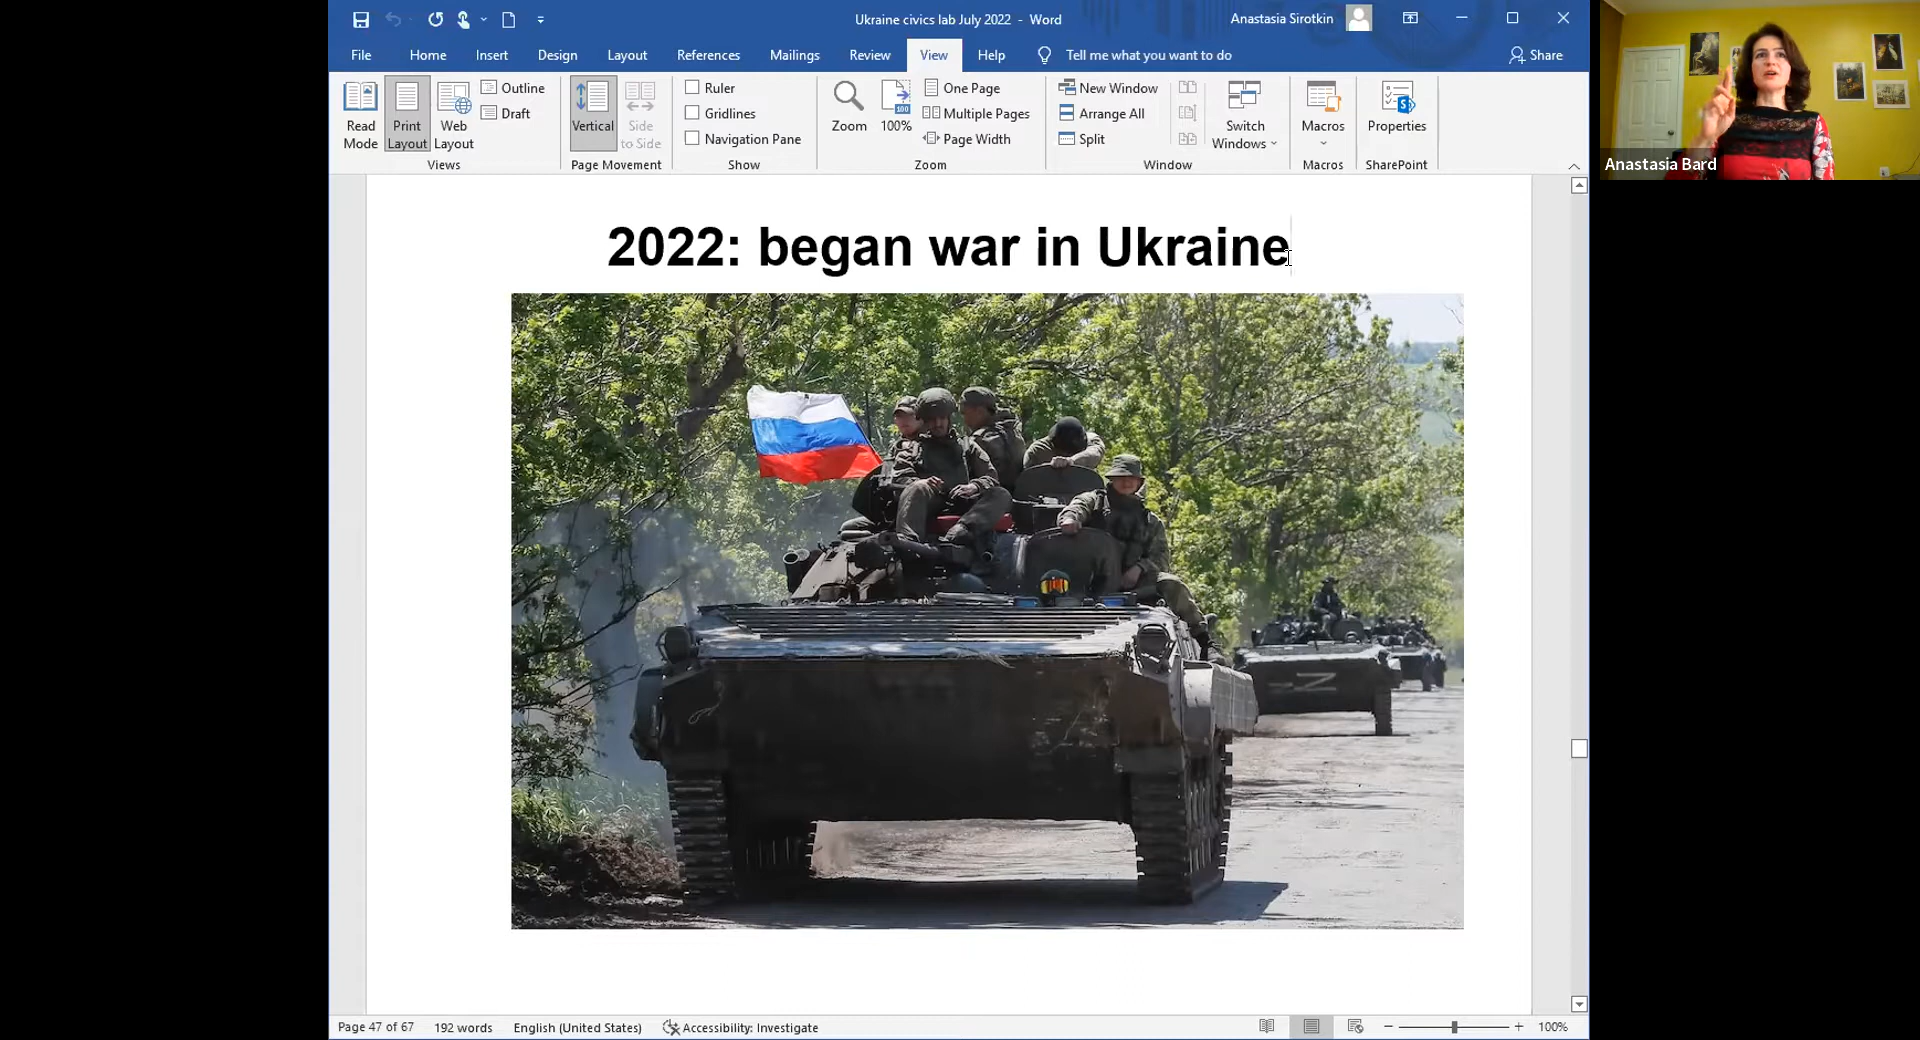 Ukraine civics lab July 2022 - Word
Anastasia Sirotkin
File Home Insert Design Layout References Mailings Review View Help Tell me what you want to do Share
Read Mode
Print Layout
Web Layout
Outline
Draft
Views
Vertical
Side to Side
Page Movement
Ruler
Gridlines
Navigation Pane
Show
Zoom
100
100%
One Page
Multiple Pages
Page Width
Zoom
New Window
Arrange All
Split
Switch Windows
Window
Macros
Macros
S
Properties
SharePoint
Anastasia Bard
2022: began war in Ukraine
Z
Page 47 of 67 192 words English (United States) Accessibility: Investigate 100%